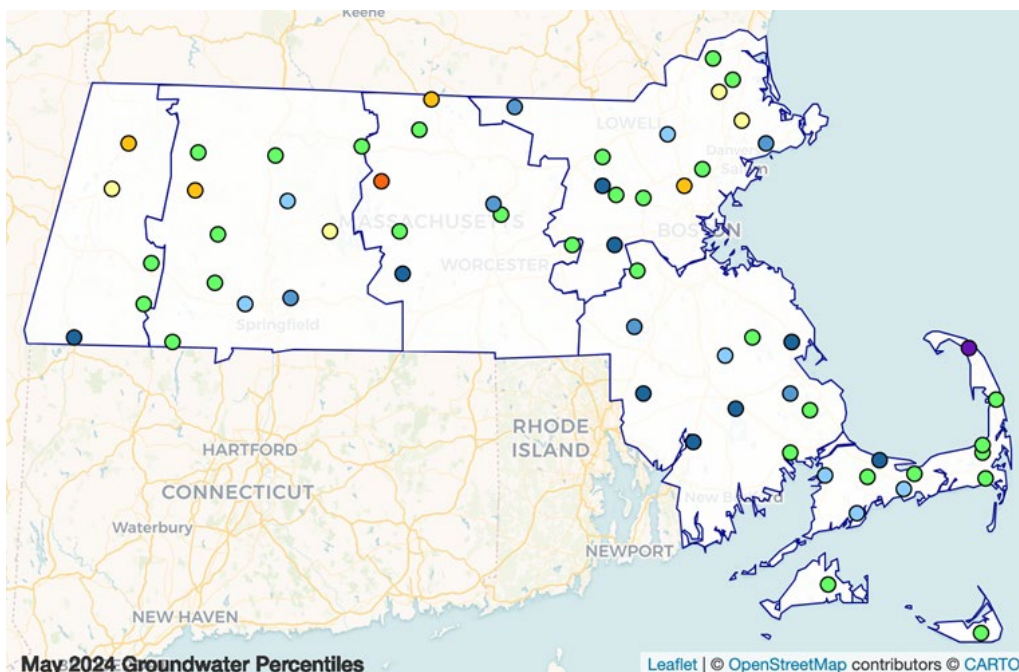 Keene
LOWELL
Danvers
Salem
MASSACHUSETTS
BOSTON
WORCESTER
Springfield
HARTFORD
RHODE
ISLAND
CONNECTICUT
New Bedford
Waterbury
NEWPORT
NEW HAVEN
May 2024 Groundwater Percentiles
Leaflet | © OpenStreetMap contributors © CARTO